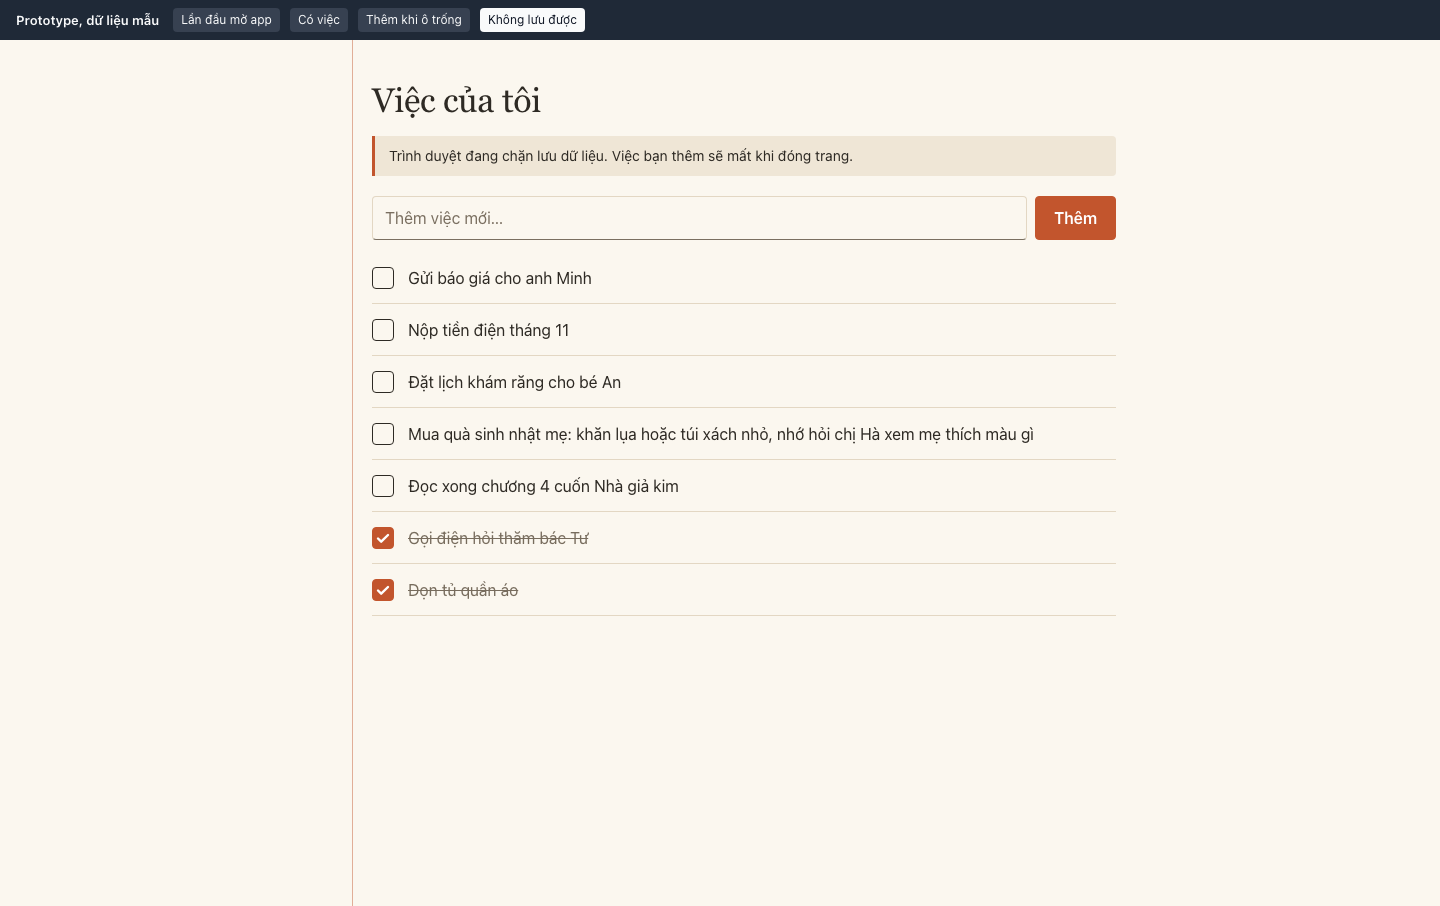 Prototype, dữ liệu mẫu
Lần đầu mở app
Có việc
Thêm khi ô trống
Không lưu được
Việc của tôi
Trình duyệt đang chặn lưu dữ liệu. Việc bạn thêm sẽ mất khi đóng trang.
Thêm việc mới...
Thêm
Gửi báo giá cho anh Minh
Nộp tiền điện tháng 11
Đặt lịch khám răng cho bé An
Mua quà sinh nhật mẹ: khăn lụa hoặc túi xách nhỏ, nhớ hỏi chị Hà xem mẹ thích màu gì
Đọc xong chương 4 cuốn Nhà giả kim
Gọi điện hỏi thăm bác Tư
Dọn tủ quần áo